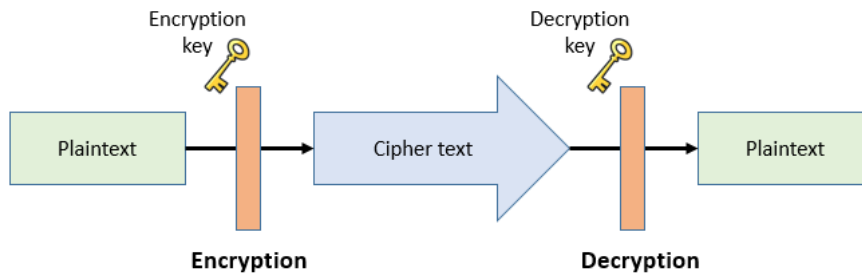 Encryption
key
Decryption
key
Plaintext
Cipher text
Plaintext
Encryption
Decryption